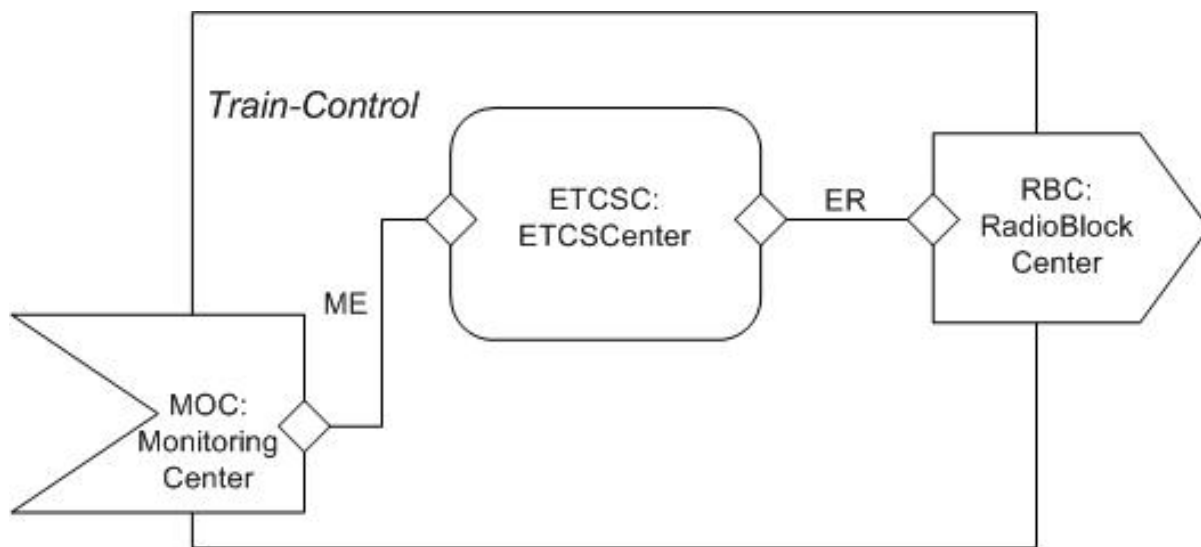 Train-Control
ETCSC:
ETCSCenter
ER
RBC:
RadioBlock
Center
ME
MOC:
Monitoring
Center